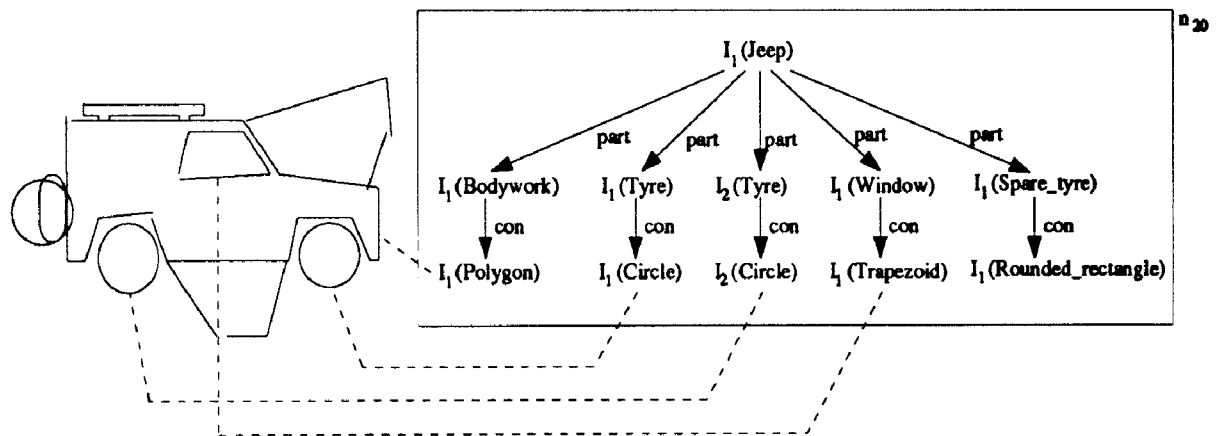 n20
I1 (Jeep)
part part part part part
I1 (Bodywork) I1 (Tyre) I2 (Tyre) I1 (Window) I1 (Spare_tyre)
con con con con con
I1 (Polygon) I1 (Circle) I2 (Circle) I1 (Trapezoid) I1 (Rounded_rectangle)